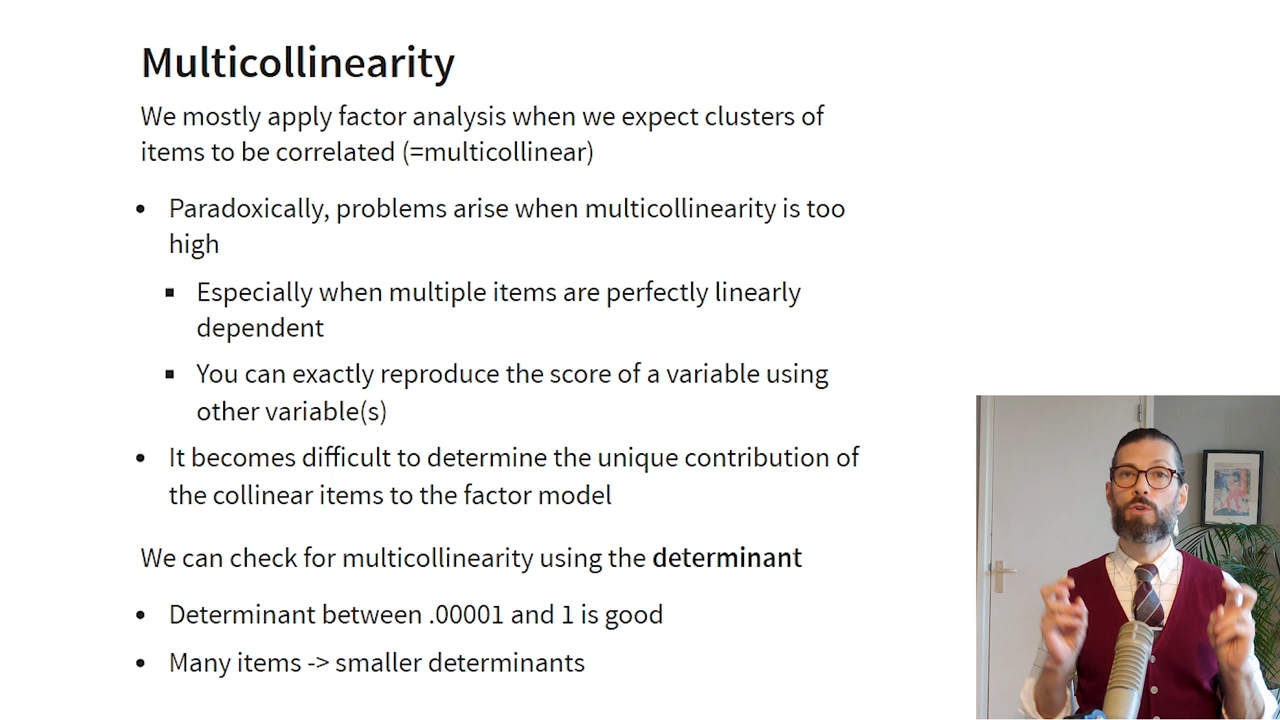 Multicollinearity
We mostly apply factor analysis when we expect clusters of
items to be correlated (=multicollinear)
• Paradoxically, problems arise when multicollinearity is too
high
▪ Especially when multiple items are perfectly linearly
dependent
▪ You can exactly reproduce the score of a variable using
other variable(s)
• It becomes difficult to determine the unique contribution of
the collinear items to the factor model
We can check for multicollinearity using the determinant
• Determinant between .00001 and 1 is good
• Many items -> smaller determinants